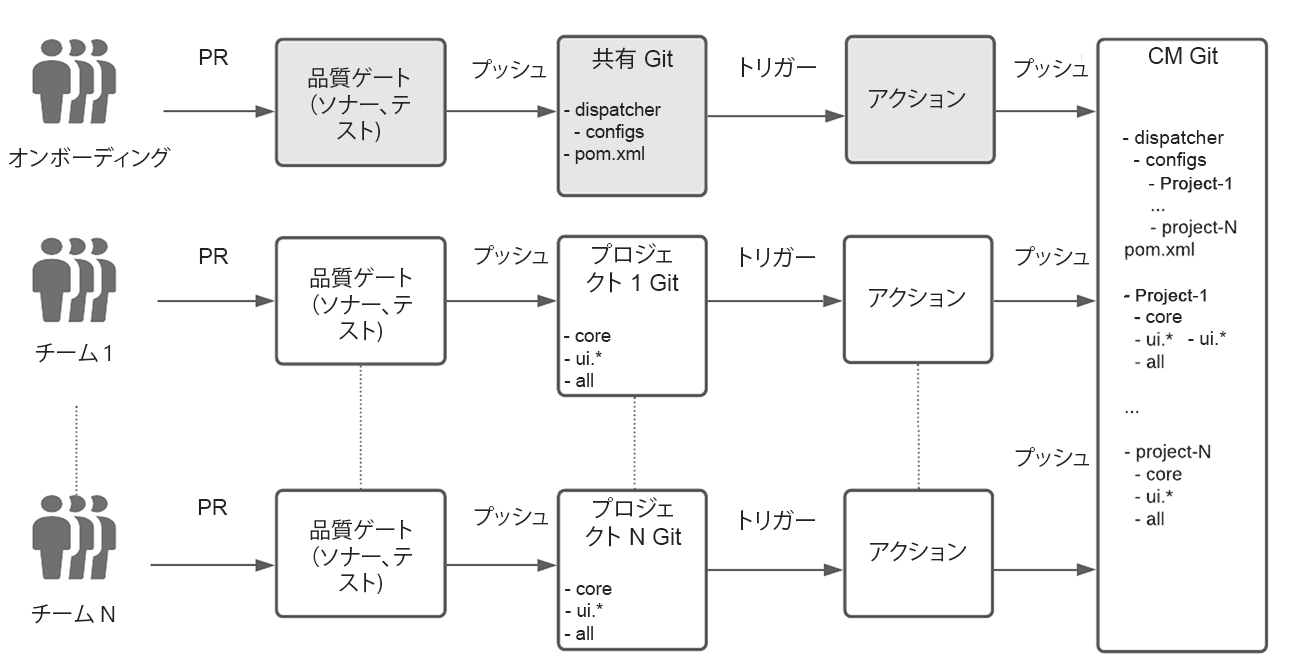 PR
品質ゲート
(ソナー、テ
スト)
プッシュ
共有 Git
- dispatcher
- configs
- pom.xml
トリガー
アクション
プッシュ
オンボーディング
PR
品質ゲート
(ソナー、テ
スト)
プッシュ
プロジェ
クト 1 Git
- core
- ui.*
- all
トリガー
アクション
プッシュ
チーム 1
PR
品質ゲート
(ソナー、テ
スト)
プッシュ
プロジェ
クト N Git
- core
- ui.*
- all
トリガー
アクション
プッシュ
チーム N
CM Git
- dispatcher
- configs
- Project-1
...
- project-N
pom.xml
- Project-1
- core
- ui.* - ui.*
- all
...
- project-N
- core
- ui.*
- all